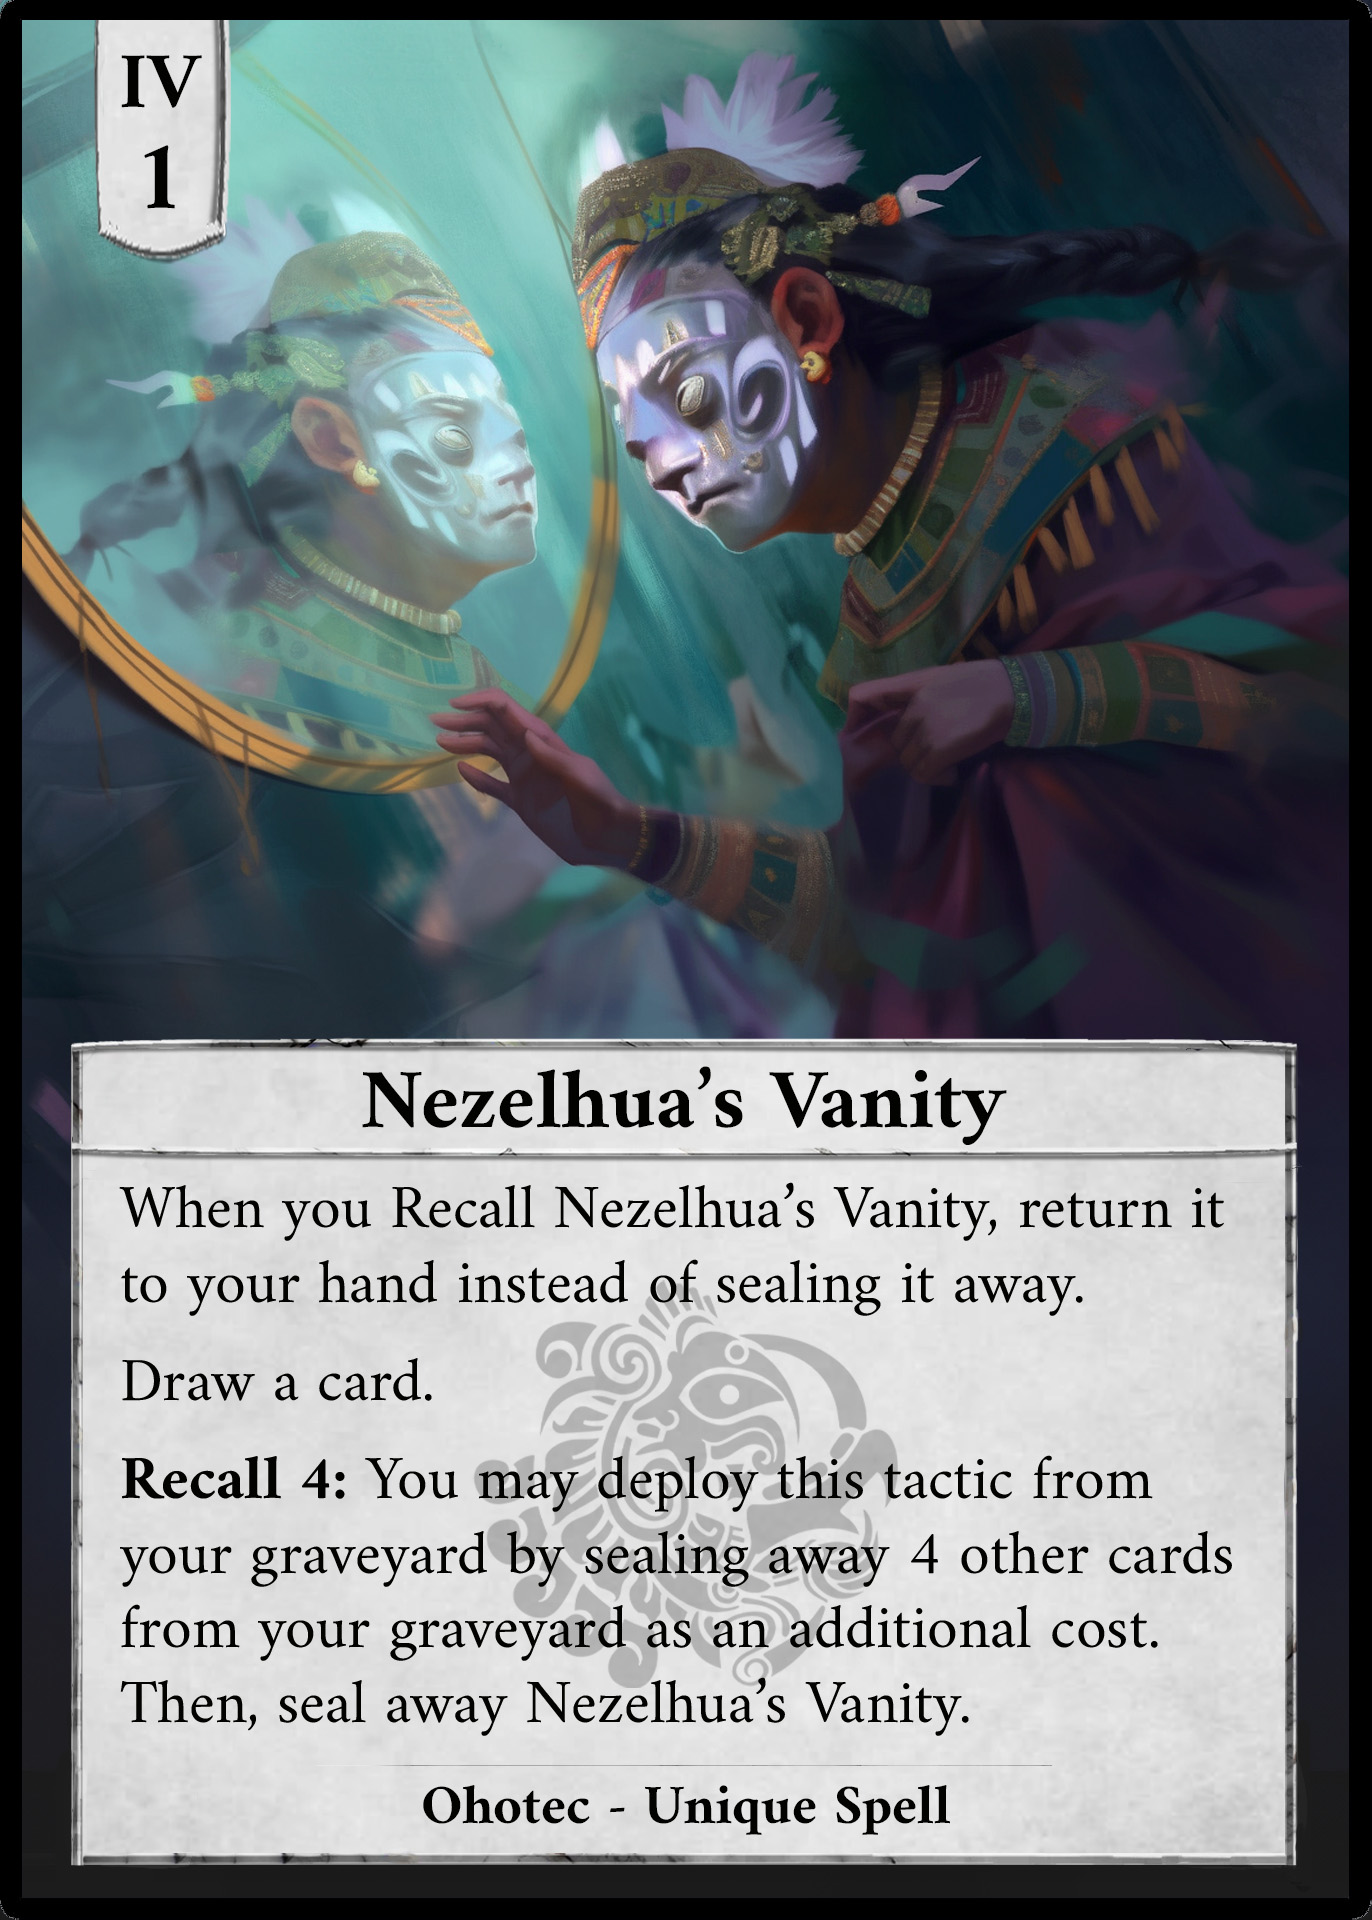 IV
1
Nezelhua’s Vanity
When you Recall Nezelhua’s Vanity, return it
to your hand instead of sealing it away.
Draw a card.
Recall 4: You may deploy this tactic from
your graveyard by sealing away 4 other cards
from your graveyard as an additional cost.
Then, seal away Nezelhua’s Vanity.
Ohotec - Unique Spell